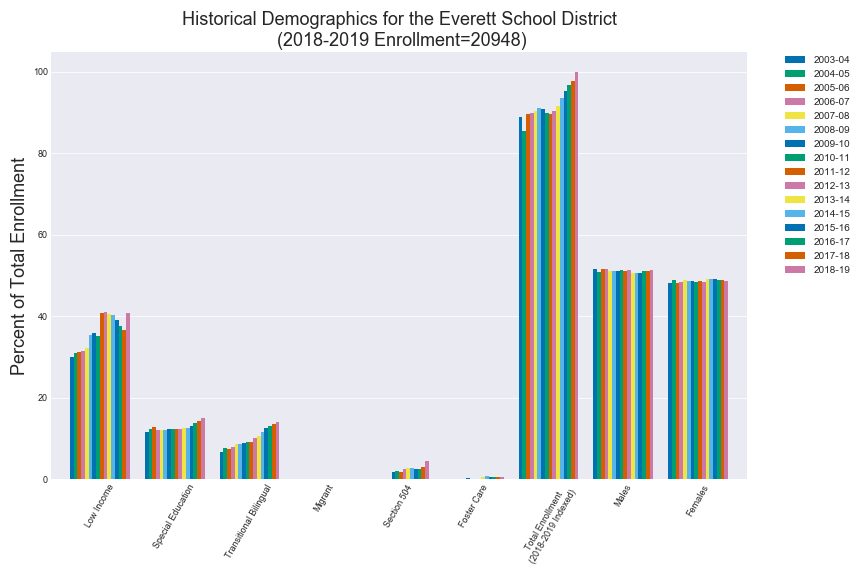 Historical Demographics for the Everett School District
(2018-2019 Enrollment=20948)
Percent of Total Enrollment
100
80
60
40
20
0
Low Income
Special Education
Transitional Bilingual
Migrant
Section 504
Foster Care
Total Enrollment
(2018-2019 Indexed)
Males
Females
2003-04
2004-05
2005-06
2006-07
2007-08
2008-09
2009-10
2010-11
2011-12
2012-13
2013-14
2014-15
2015-16
2016-17
2017-18
2018-19